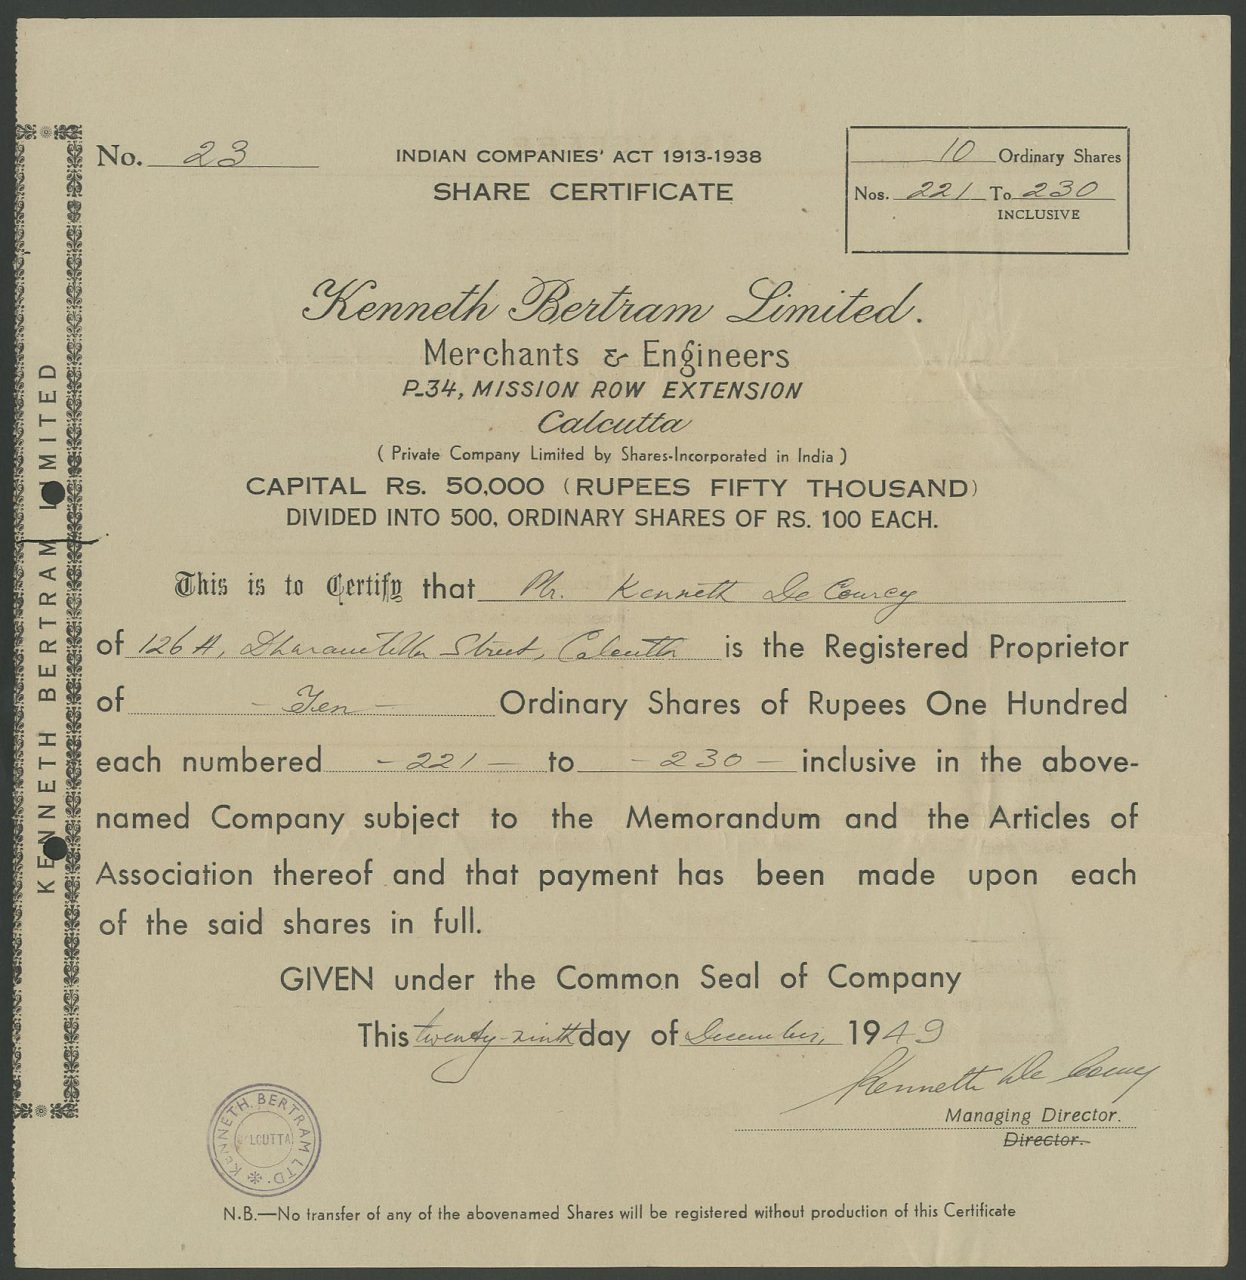 No. 23
INDIAN COMPANIES' ACT 1913-1938
SHARE CERTIFICATE
10 Ordinary Shares
Nos. 221 To 230
INCLUSIVE
Kenneth Bertram Limited.
Merchants & Engineers
P-34, MISSION ROW EXTENSION
Calcutta
( Private Company Limited by Shares-Incorporated in India )
CAPITAL Rs. 50,000 (RUPEES FIFTY THOUSAND)
DIVIDED INTO 500, ORDINARY SHARES OF RS. 100 EACH.
KENNETH BERTRAM LIMITED
This is to Certify that Mr. Kenneth De Courcy
of 126 A, Dharamtolla Street, Calcutta is the Registered Proprietor
of - Ten - Ordinary Shares of Rupees One Hundred
each numbered - 221 - to - 230 - inclusive in the above-
named Company subject to the Memorandum and the Articles of
Association thereof and that payment has been made upon each
of the said shares in full.
GIVEN under the Common Seal of Company
This twenty-ninth day of December, 1949
Kenneth De Courcy
Managing Director.
Director.
KENNETH BERTRAM LTD.
CALCUTTA
N.B.—No transfer of any of the abovenamed Shares will be registered without production of this Certificate